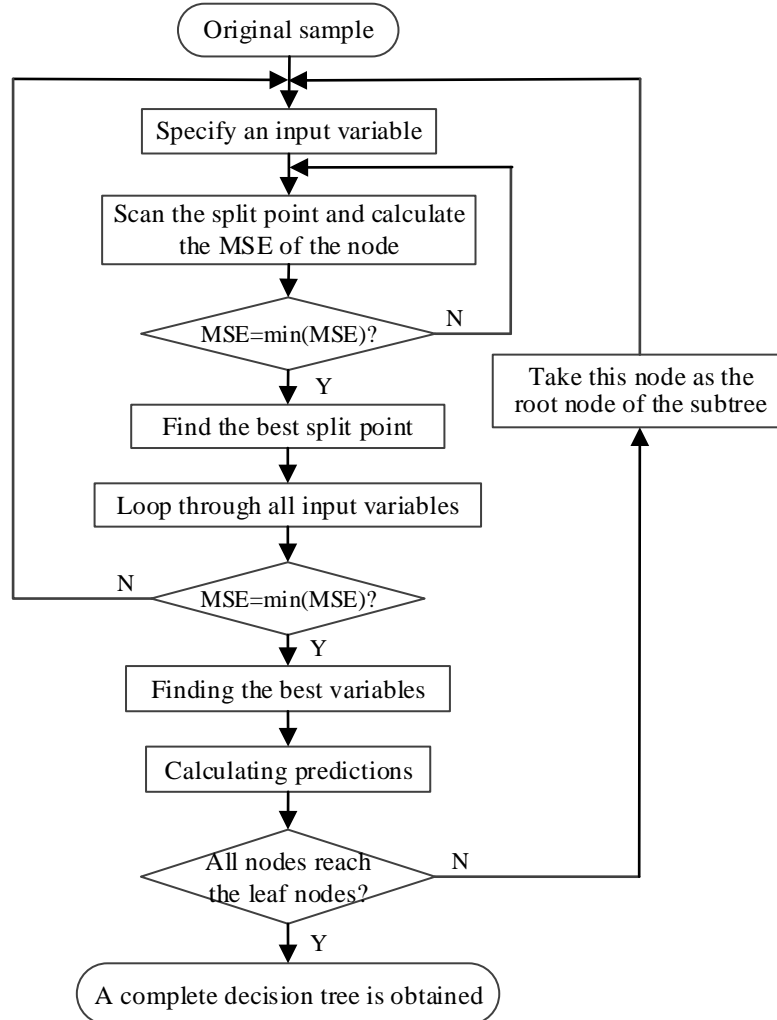 Original sample
Specify an input variable
Scan the split point and calculate
the MSE of the node
MSE=min(MSE)?
N
Y
Take this node as the
root node of the subtree
Find the best split point
Loop through all input variables
N
MSE=min(MSE)?
Y
Finding the best variables
Calculating predictions
All nodes reach
the leaf nodes?
N
Y
A complete decision tree is obtained